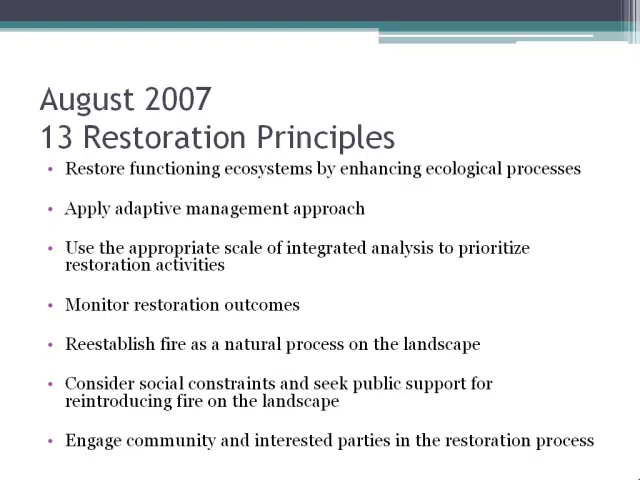 August 2007
13 Restoration Principles
• Restore functioning ecosystems by enhancing ecological processes
• Apply adaptive management approach
• Use the appropriate scale of integrated analysis to prioritize
restoration activities
• Monitor restoration outcomes
• Reestablish fire as a natural process on the landscape
• Consider social constraints and seek public support for
reintroducing fire on the landscape
• Engage community and interested parties in the restoration process